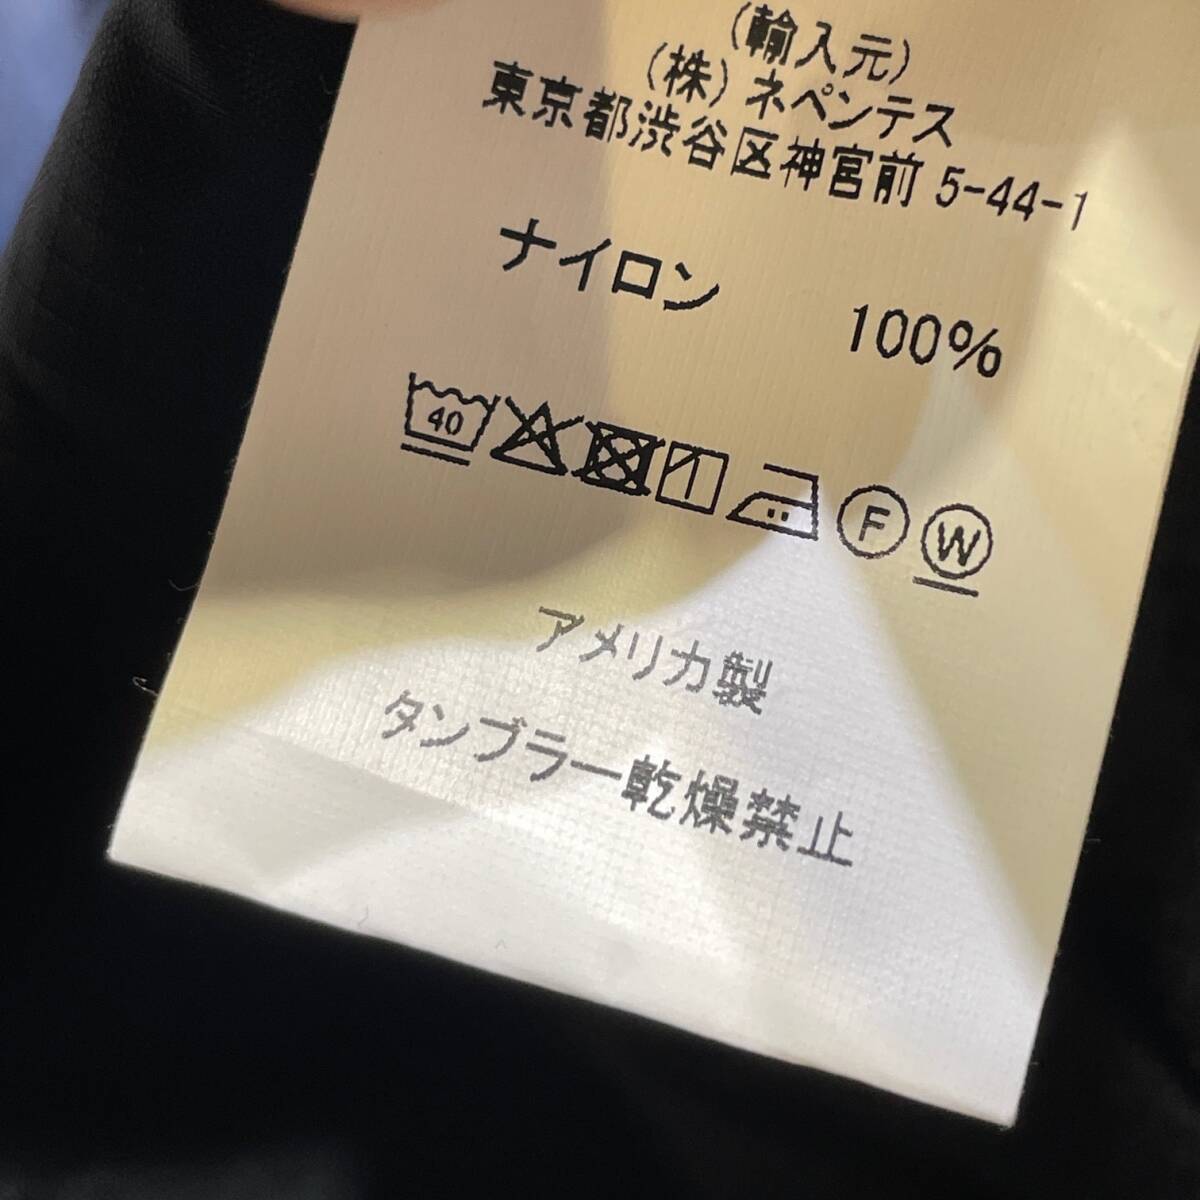 (輸入元)
(株)ネペンテス
東京都渋谷区神宮前 5-44-1
ナイロン 100%
40 F W
アメリカ製
タンブラー乾燥禁止